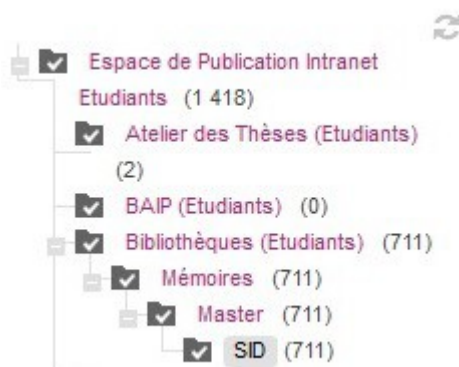 Espace de Publication Intranet
Etudiants (1 418)
Atelier des Thèses (Etudiants)
(2)
BAIP (Etudiants) (0)
Bibliothèques (Etudiants) (711)
Mémoires (711)
Master (711)
SID (711)